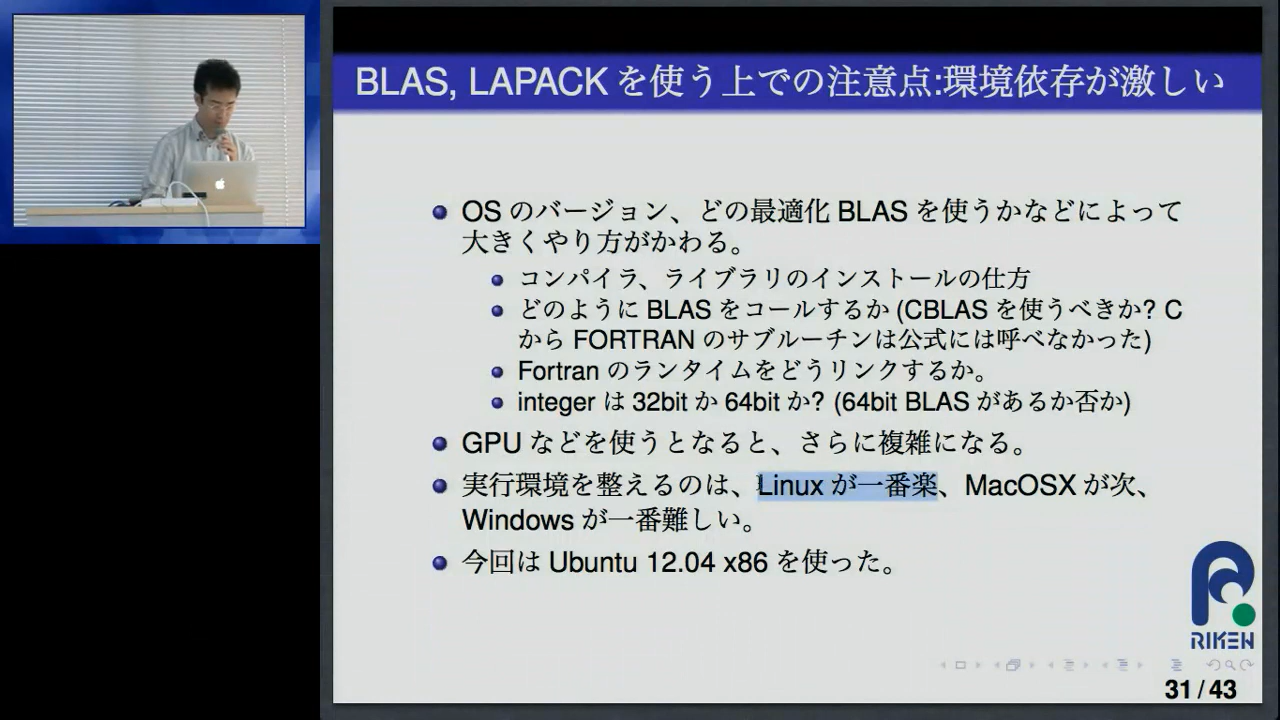 BLAS, LAPACK を使う上での注意点:環境依存が激しい
OS のバージョン、どの最適化 BLAS を使うかなどによって
大きくやり方がかわる。
コンパイラ、ライブラリのインストールの仕方
どのように BLAS をコールするか (CBLAS を使うべきか? C
から FORTRAN のサブルーチンは公式には呼べなかった)
Fortran のランタイムをどうリンクするか。
integer は 32bit か 64bit か? (64bit BLAS があるか否か)
GPU などを使うとなると、さらに複雑になる。
実行環境を整えるのは、Linux が一番楽、MacOSX が次、
Windows が一番難しい。
今回は Ubuntu 12.04 x86 を使った。
RIKEN
31 / 43